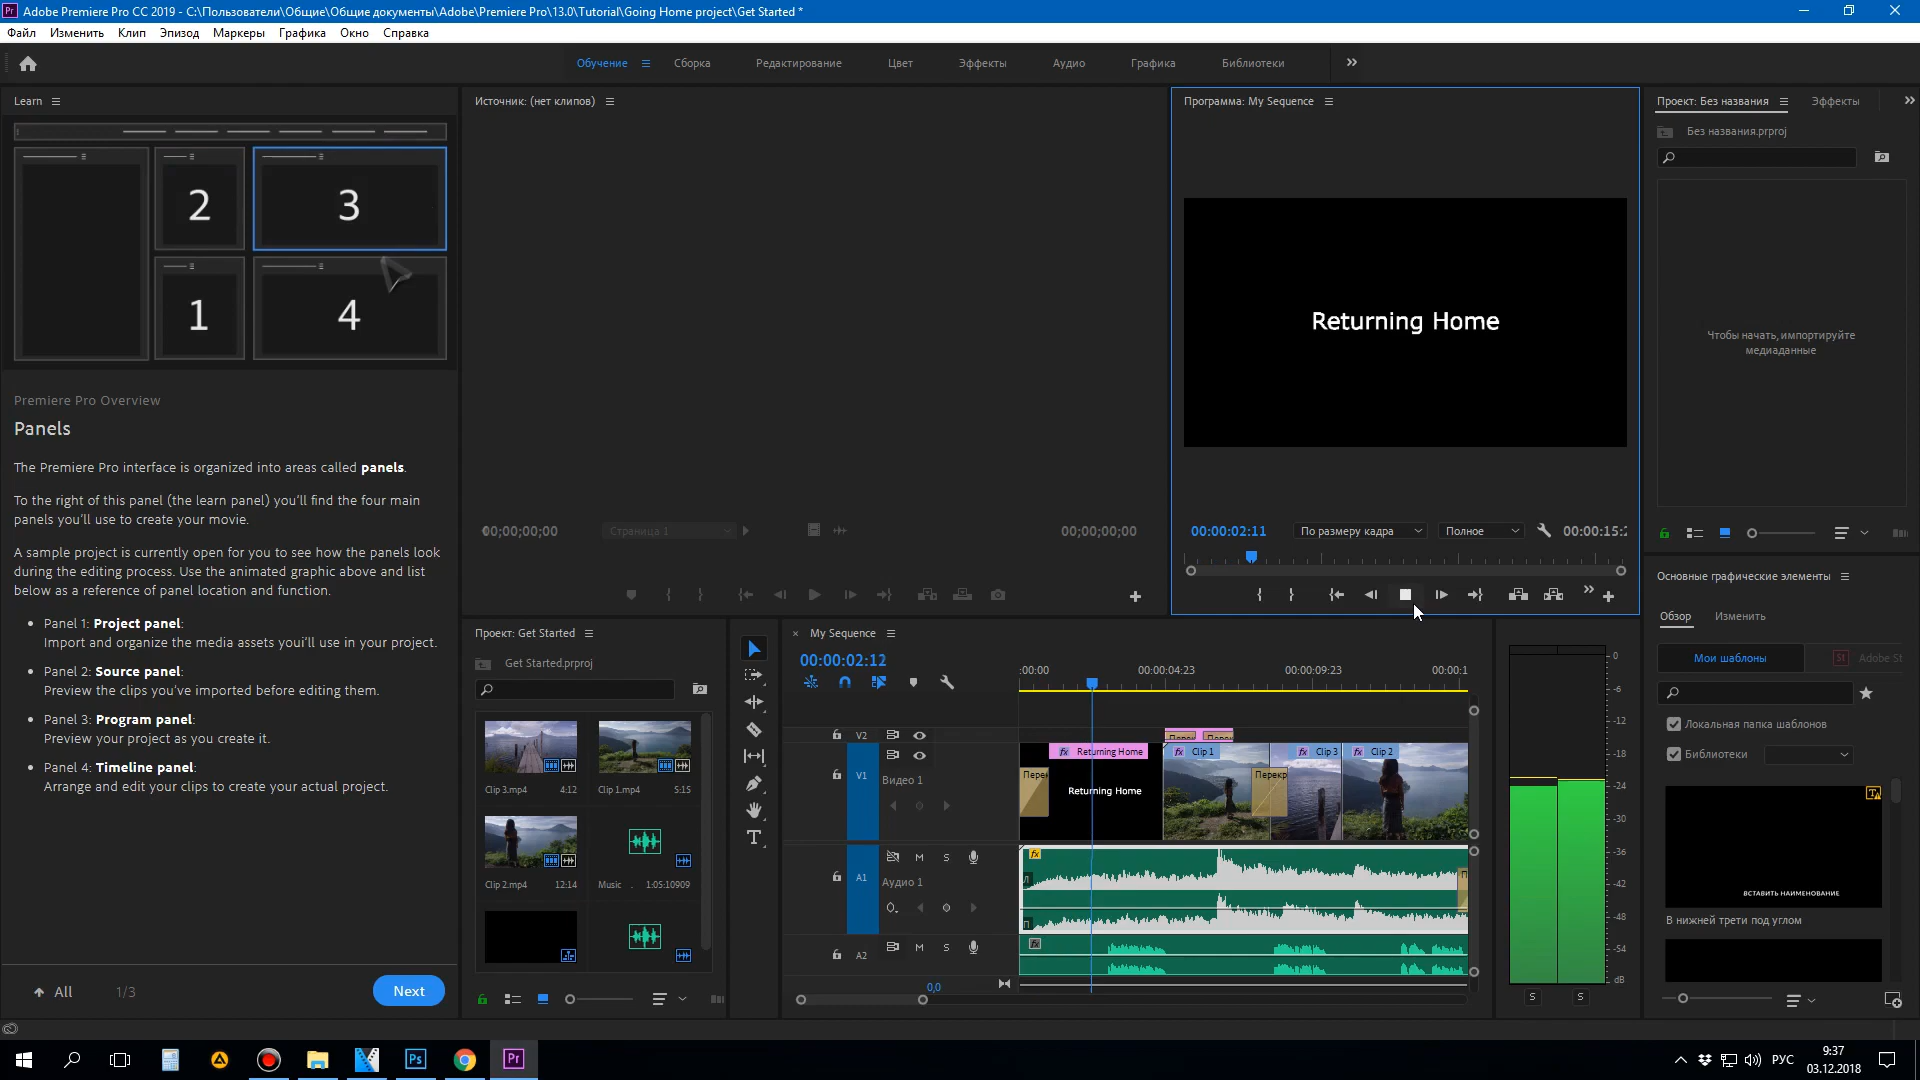 Adobe Premiere Pro CC 2019 - C:\Пользователи\Общие\Общие документы\Adobe\Premiere Pro\13.0\Tutorial\Going Home project\Get Started *
Файл Изменить Клип Эпизод Маркеры Графика Окно Справка
Обучение Сборка Редактирование Цвет Эффекты Аудио Графика Библиотеки
Learn
2
3
1
4
Premiere Pro Overview
Panels
The Premiere Pro interface is organized into areas called panels.
To the right of this panel (the learn panel) you'll find the four main
panels you'll use to create your movie.
A sample project is currently open for you to see how the panels look
during the editing process. Use the animated graphic above and list
below as a reference of panel location and function.
Panel 1: Project panel:
Import and organize the media assets youi'll use in your project.
Panel 2: Source panel:
Preview the clips you've imported before editing them.
Panel 3: Program panel:
Preview your project as you create it.
Panel 4: Timeline panel:
Arrange and edit your clips to create your actual project.
All 1/3 Next
Источник: (нет клипов)
00;00;00;00 Страница 1 00;00;00;00
Программа: My Sequence
Returning Home
00:00:02:11 По размеру кадра Полное 00:00:15:2
Проект: Без названия Эффекты
Без названия.prproj
Чтобы начать, импортируйте
медиаданные
Проект: Get Started
Get Started.prproj
Clip 3.mp4 4:12 Clip 1.mp4 5:15
Clip 2.mp4 12:14 Music . 1:05:10909
My Sequence
00:00:02:12
:00:00 00:00:04:23 00:00:09:23 00:00:1
V2
V1
Видео 1
Returning Home Clip 1 Clip 3 Clip 2
Перек Перекр
Returning Home
A1 M S
Аудио 1
A2 M S
0,0
0
-6
-12
-18
-24
-30
-36
-42
-48
-54
dB
S S
Основные графические элементы
Обзор Изменить
Мои шаблоны St Adobe St
Локальная папка шаблонов
Библиотеки
ВСТАВИТЬ НАИМЕНОВАНИЕ
В нижней трети под углом
Ps Pr
РУС
9:37
03.12.2018